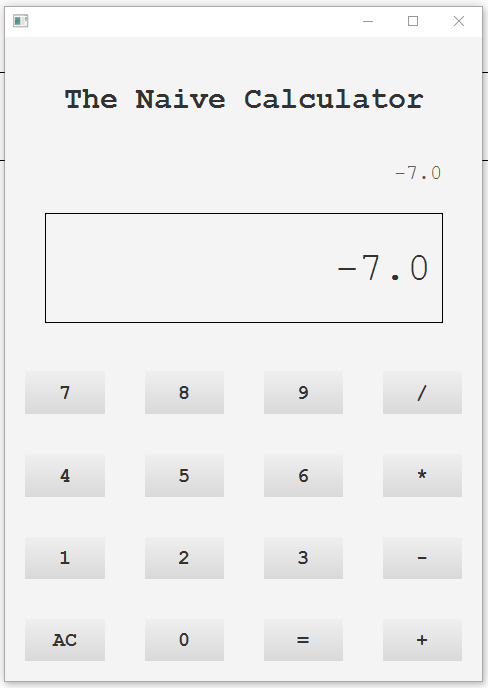 The Naive Calculator
-7.0
-7.0
7 8 9 /
4 5 6 *
1 2 3 -
AC 0 = +